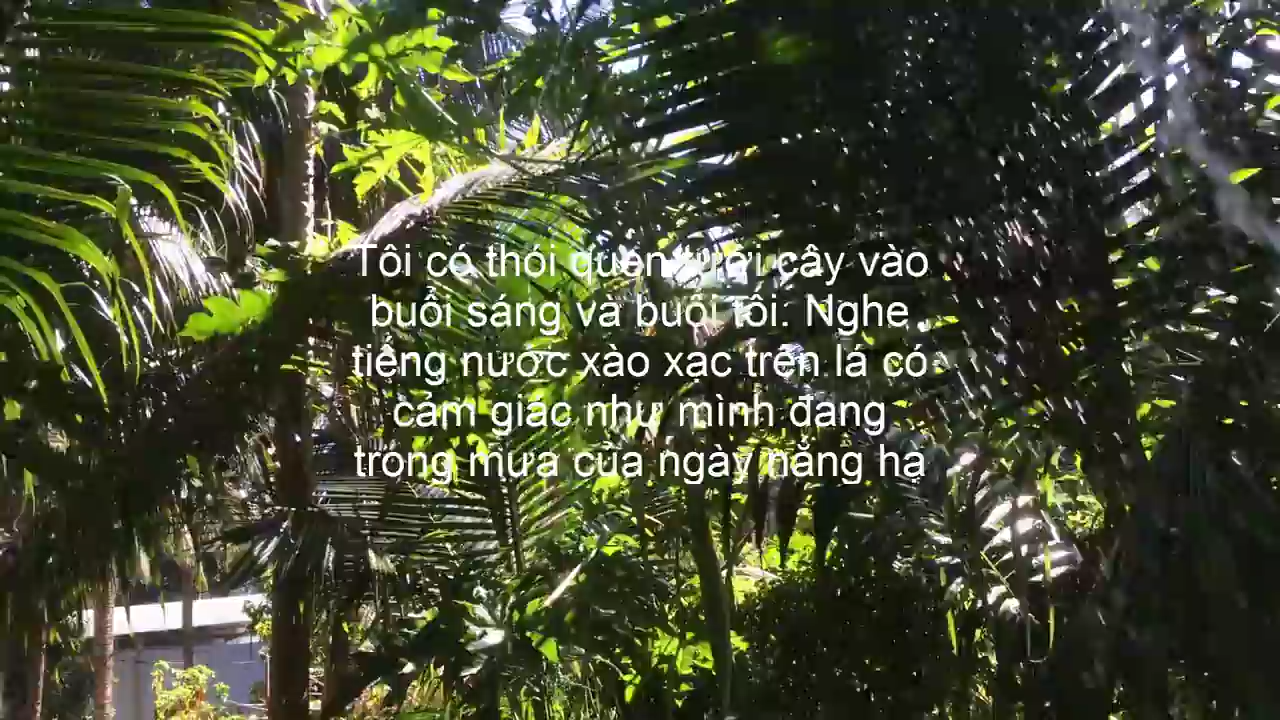 Tôi có thói quen tưới cây vào
buổi sáng và buổi tối. Nghe
tiếng nước xào xạc trên lá có
cảm giác như mình đang
trong mưa của ngày nắng hạ